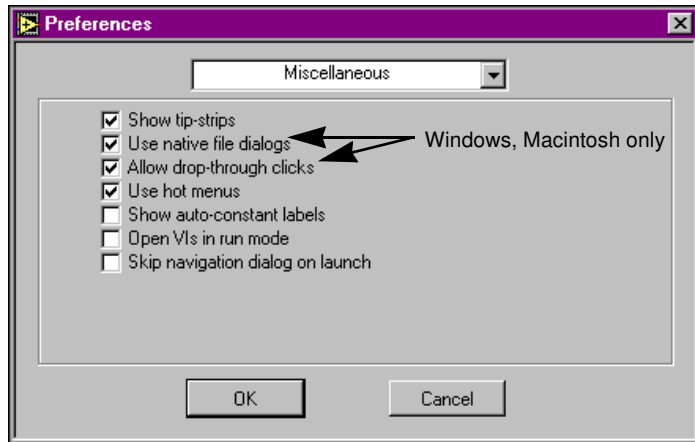 Preferences
Miscellaneous
Show tip-strips
Use native file dialogs
Windows, Macintosh only
Allow drop-through clicks
Use hot menus
Show auto-constant labels
Open VIs in run mode
Skip navigation dialog on launch
OK Cancel